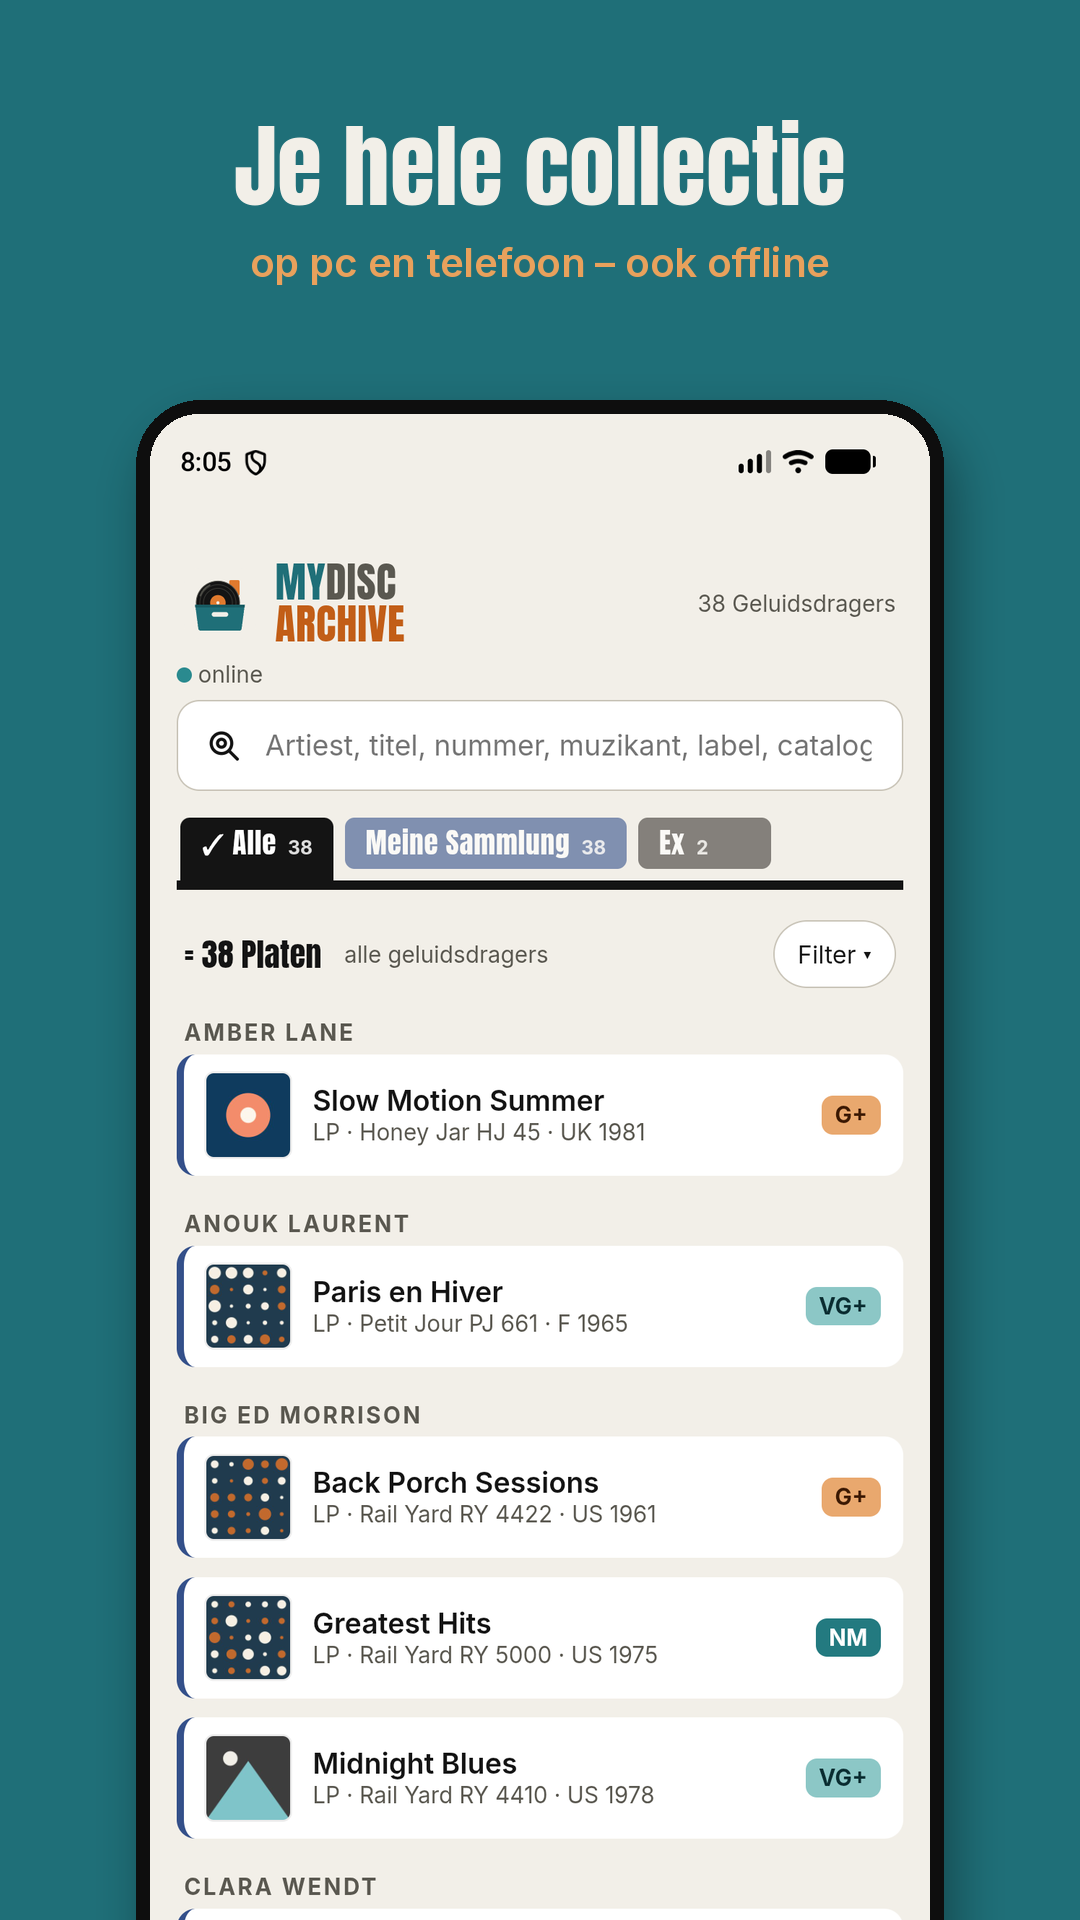 Je hele collectie
op pc en telefoon – ook offline
8:05
MYDISC
ARCHIVE
38 Geluidsdragers
online
Artiest, titel, nummer, muzikant, label, catalog
✓ Alle 38
Meine Sammlung 38
Ex 2
= 38 Platen alle geluidsdragers
Filter ▾
AMBER LANE
Slow Motion Summer
LP · Honey Jar HJ 45 · UK 1981
G+
ANOUK LAURENT
Paris en Hiver
LP · Petit Jour PJ 661 · F 1965
VG+
BIG ED MORRISON
Back Porch Sessions
LP · Rail Yard RY 4422 · US 1961
G+
Greatest Hits
LP · Rail Yard RY 5000 · US 1975
NM
Midnight Blues
LP · Rail Yard RY 4410 · US 1978
VG+
CLARA WENDT